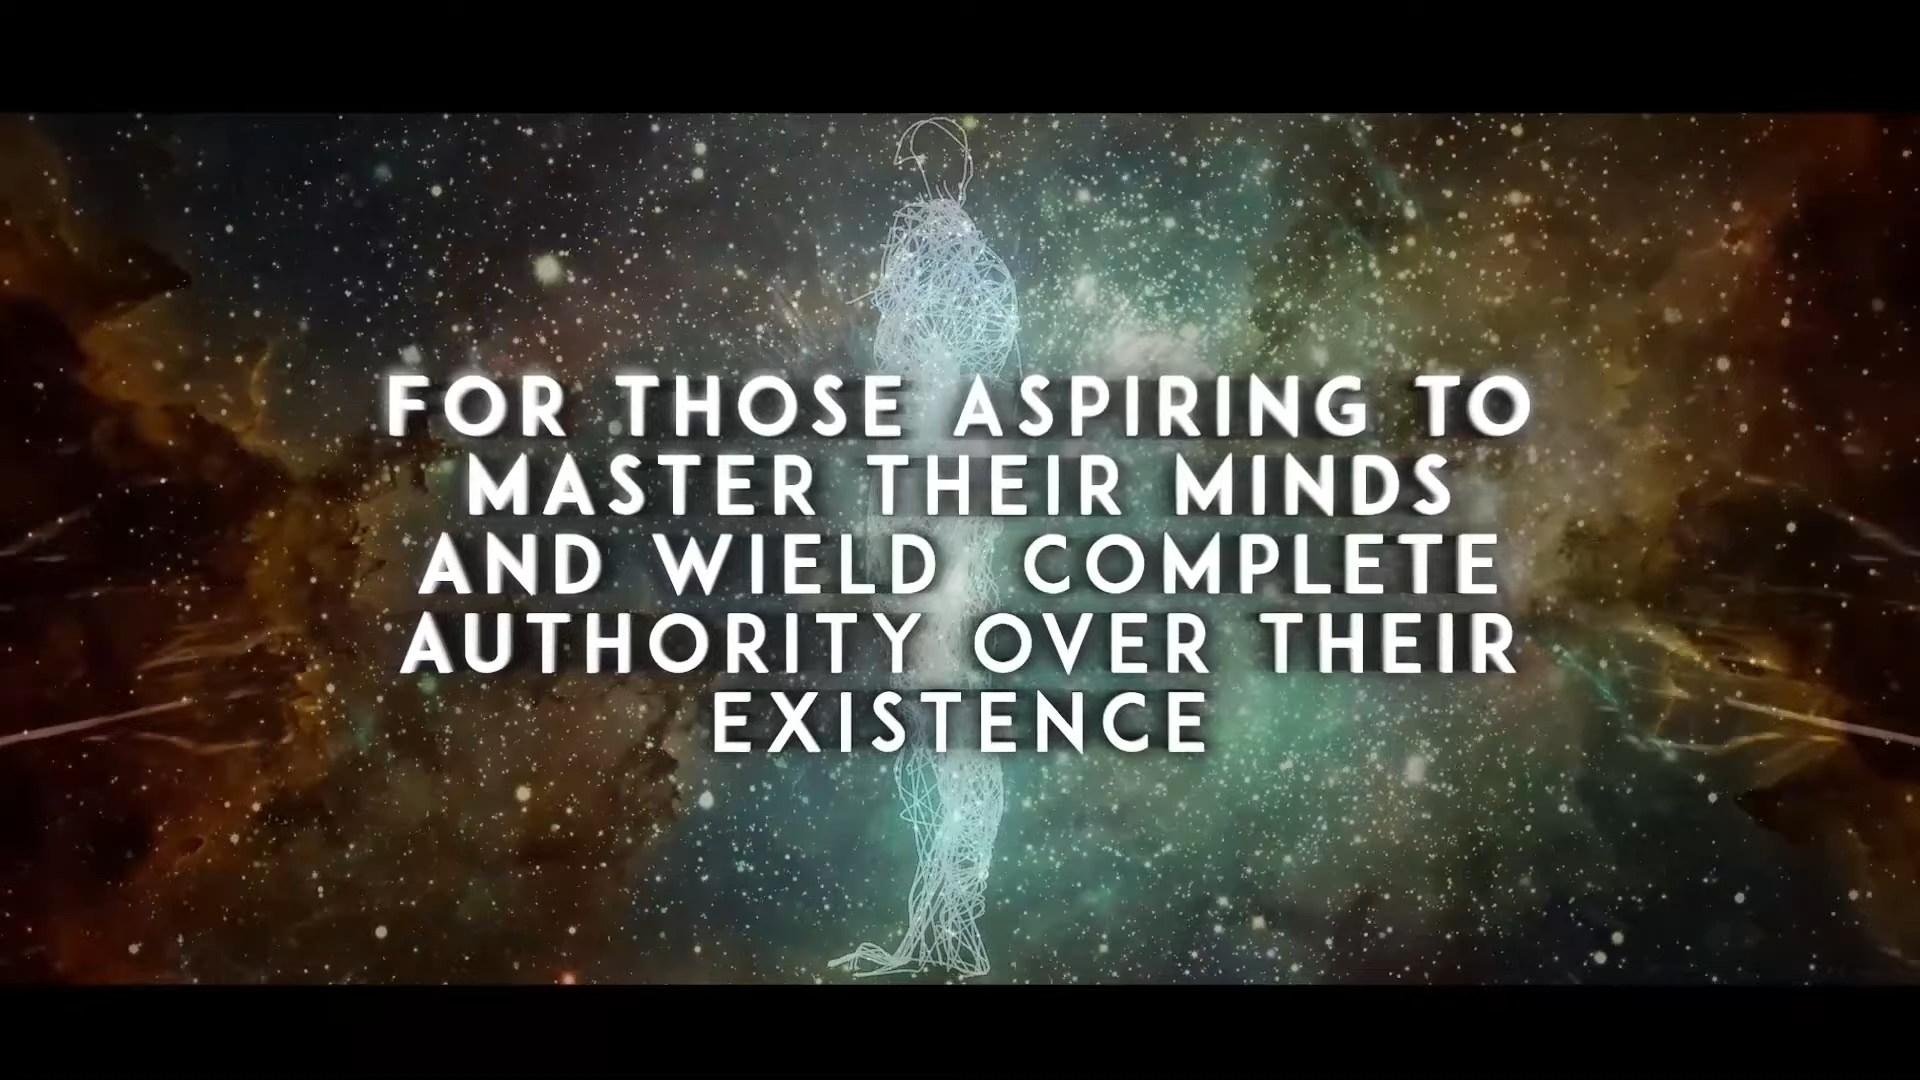 FOR THOSE ASPIRING TO
MASTER THEIR MINDS
AND WIELD COMPLETE
AUTHORITY OVER THEIR
EXISTENCE